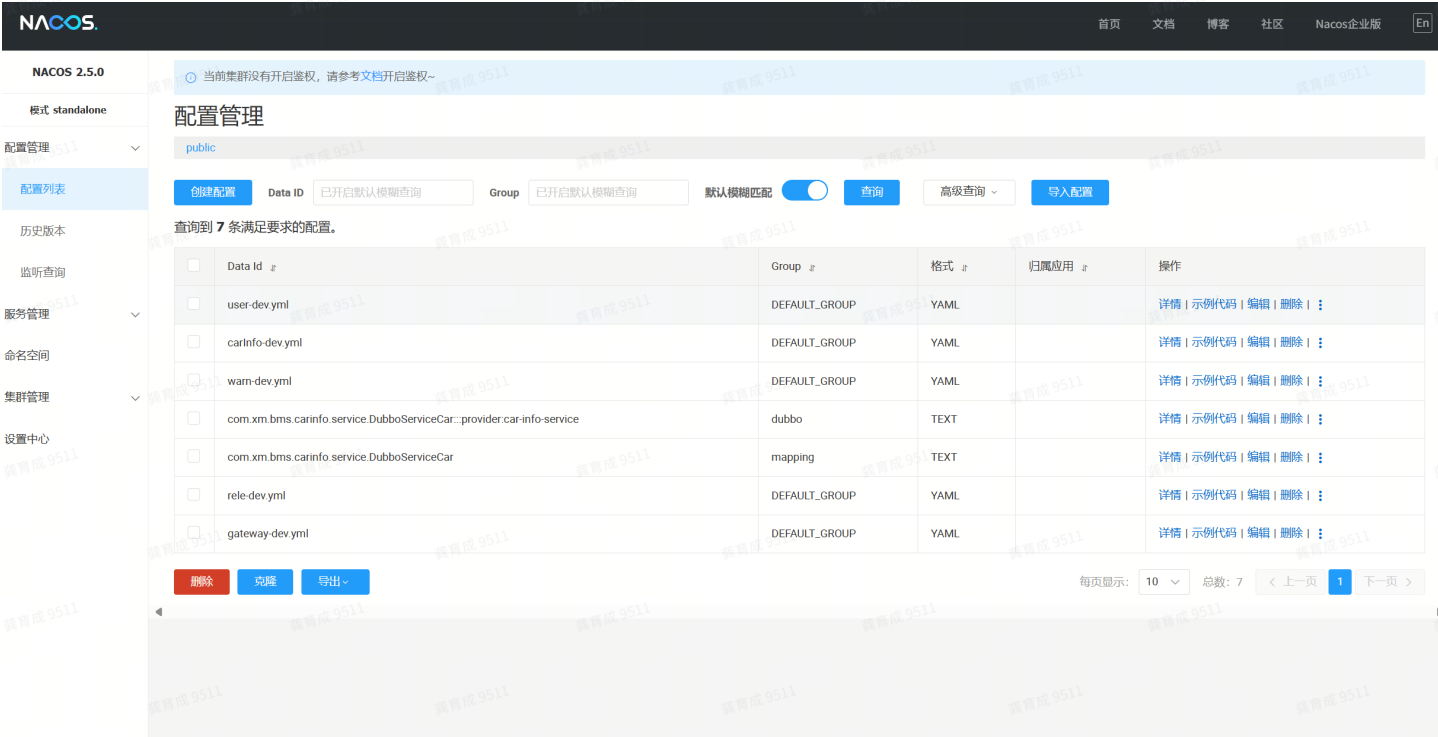 NACOS.
首页 文档 博客 社区 Nacos企业版 En
NACOS 2.5.0
模式 standalone
配置管理
配置列表
历史版本
监听查询
服务管理
命名空间
集群管理
设置中心
当前集群没有开启鉴权，请参考文档开启鉴权~
配置管理
public
创建配置 Data ID 已开启默认模糊查询 Group 已开启默认模糊查询 默认模糊匹配 查询 高级查询 导入配置
查询到 7 条满足要求的配置。
Data Id Group 格式 归属应用 操作
user-dev.yml DEFAULT_GROUP YAML 详情 | 示例代码 | 编辑 | 删除 |
carInfo-dev.yml DEFAULT_GROUP YAML 详情 | 示例代码 | 编辑 | 删除 |
warn-dev.yml DEFAULT_GROUP YAML 详情 | 示例代码 | 编辑 | 删除 |
com.xm.bms.carinfo.service.DubboServiceCar:::provider:car-info-service dubbo TEXT 详情 | 示例代码 | 编辑 | 删除 |
com.xm.bms.carinfo.service.DubboServiceCar mapping TEXT 详情 | 示例代码 | 编辑 | 删除 |
rele-dev.yml DEFAULT_GROUP YAML 详情 | 示例代码 | 编辑 | 删除 |
gateway-dev.yml DEFAULT_GROUP YAML 详情 | 示例代码 | 编辑 | 删除 |
删除 克隆 导出 每页显示： 10 总数：7 上一页 1 下一页
龚育成 9511